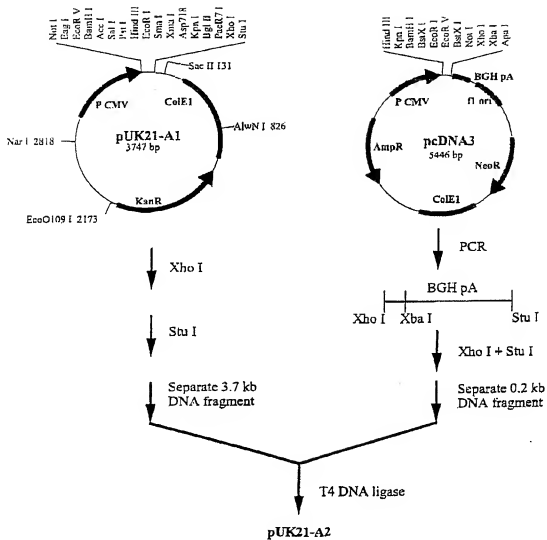 Not I
Eag I
EcoR V
BamH I
Acc I
Sal I
Pst I
Hind III
EcoR I
Sma I
Xma I
Asp718
Kpn I
Bgl II
PaeR7 I
Xho I
Stu I
Sac II 131
P CMV
ColE1
pUK21-A1
3747 bp
AlwN I 826
Nar I 2818
KanR
EcoO109 I 2173
Hind III
Kpn I
BamH I
BstX I
EcoR I
EcoR V
BstX I
Not I
Xho I
Xba I
Apa I
BGH pA
P CMV
f1 ori
pcDNA3
5446 bp
AmpR
NeoR
ColE1
Xho I
Stu I
Separate 3.7 kb
DNA fragment
PCR
BGH pA
Xho I Xba I Stu I
Xho I + Stu I
Separate 0.2 kb
DNA fragment
T4 DNA ligase
pUK21-A2